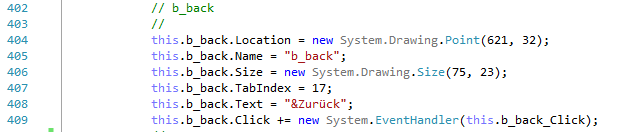 402 // b_back
403 //
404 this.b_back.Location = new System.Drawing.Point(621, 32);
405 this.b_back.Name = "b_back";
406 this.b_back.Size = new System.Drawing.Size(75, 23);
407 this.b_back.TabIndex = 17;
408 this.b_back.Text = "&Zurück";
409 this.b_back.Click += new System.EventHandler(this.b_back_Click);